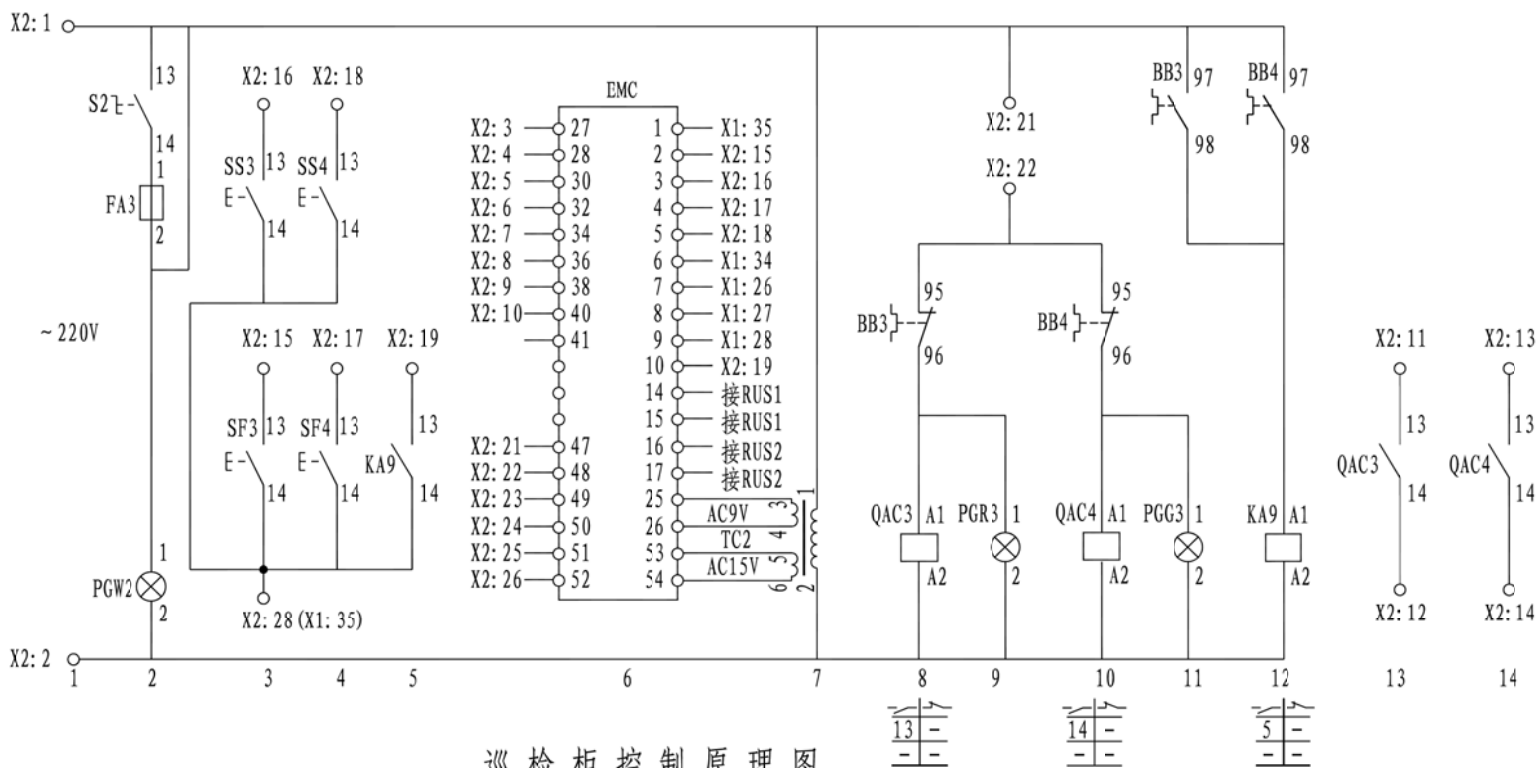 X2:1
13
S2
14
1
FA3
2
~220V
1
PGW2
2
X2:2
X2:16 X2:18
SS3 13 SS4 13
14 14
X2:15 X2:17 X2:19
SF3 13 SF4 13 13
KA9
14 14 14
X2:28(X1:35)
EMC
X2:3 27 1 X1:35
X2:4 28 2 X2:15
X2:5 30 3 X2:16
X2:6 32 4 X2:17
X2:7 34 5 X2:18
X2:8 36 6 X1:34
X2:9 38 7 X1:26
X2:10 40 8 X1:27
41 9 X1:28
10 X2:19
14 接RUS1
15 接RUS1
X2:21 47 16 接RUS2
X2:22 48 17 接RUS2
X2:23 49 25
X2:24 50 26
X2:25 51 53
X2:26 52 54
AC9V
TC2
AC15V
3 1
4
5
6 2
X2:21
X2:22
BB3 97 BB4 97
98 98
95 95
BB3 BB4
96 96
QAC3 A1 PGR3 1 QAC4 A1 PGG3 1 KA9 A1
A2 2 A2 2 A2
X2:11 X2:13
13 13
QAC3 QAC4
14 14
X2:12 X2:14
1 2 3 4 5 6 7 8 9 10 11 12 13 14
13 - 14 - 5 -
- - - - - -
巡检柜控制原理图